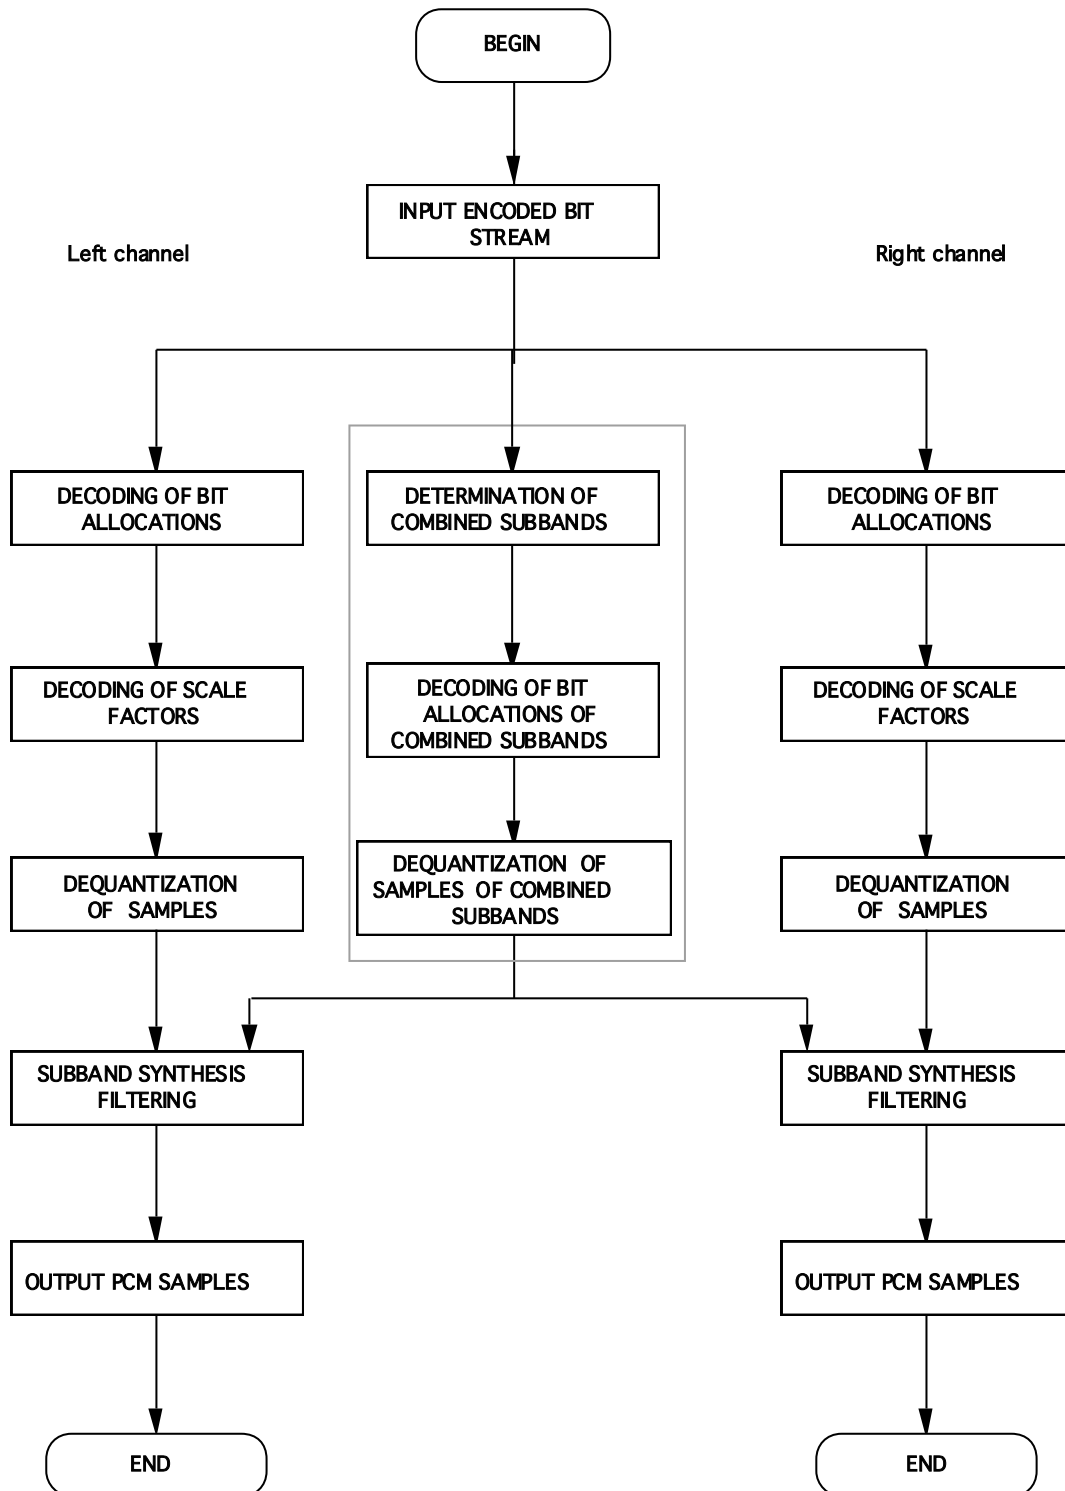 BEGIN
INPUT ENCODED BIT
STREAM
Left channel
Right channel
DECODING OF BIT
ALLOCATIONS
DETERMINATION OF
COMBINED SUBBANDS
DECODING OF BIT
ALLOCATIONS
DECODING OF SCALE
FACTORS
DECODING OF BIT
ALLOCATIONS OF
COMBINED SUBBANDS
DECODING OF SCALE
FACTORS
DEQUANTIZATION
OF SAMPLES
DEQUANTIZATION OF
SAMPLES OF COMBINED
SUBBANDS
DEQUANTIZATION
OF SAMPLES
SUBBAND SYNTHESIS
FILTERING
SUBBAND SYNTHESIS
FILTERING
OUTPUT PCM SAMPLES
OUTPUT PCM SAMPLES
END
END